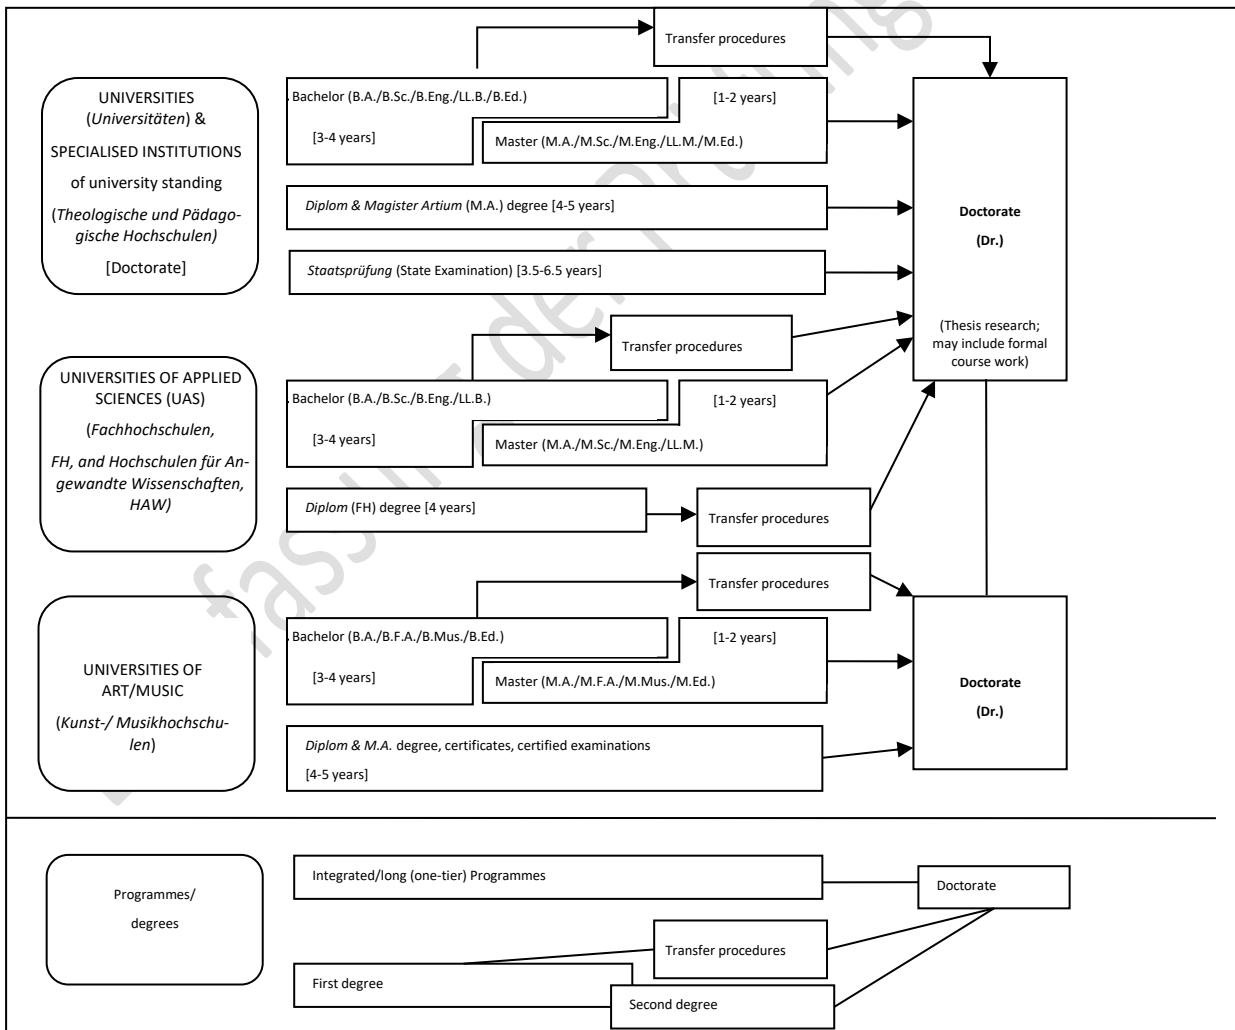 Transfer procedures
UNIVERSITIES
(Universitäten) &
SPECIALISED INSTITUTIONS
of university standing
(Theologische und Pädago-
gische Hochschulen)
[Doctorate]
Bachelor (B.A./B.Sc./B.Eng./LL.B./B.Ed.)
[3-4 years]
[1-2 years]
Master (M.A./M.Sc./M.Eng./LL.M./M.Ed.)
Diplom & Magister Artium (M.A.) degree [4-5 years]
Staatsprüfung (State Examination) [3.5-6.5 years]
Doctorate
(Dr.)
(Thesis research;
may include formal
course work)
Transfer procedures
UNIVERSITIES OF APPLIED
SCIENCES (UAS)
(Fachhochschulen,
FH, and Hochschulen für An-
gewandte Wissenschaften,
HAW)
Bachelor (B.A./B.Sc./B.Eng./LL.B.)
[3-4 years]
[1-2 years]
Master (M.A./M.Sc./M.Eng./LL.M.)
Diplom (FH) degree [4 years]
Transfer procedures
Transfer procedures
UNIVERSITIES OF
ART/MUSIC
(Kunst-/ Musikhochschu-
len)
Bachelor (B.A./B.F.A./B.Mus./B.Ed.)
[3-4 years]
[1-2 years]
Master (M.A./M.F.A./M.Mus./M.Ed.)
Diplom & M.A. degree, certificates, certified examinations
[4-5 years]
Doctorate
(Dr.)
Programmes/
degrees
Integrated/long (one-tier) Programmes
Doctorate
Transfer procedures
First degree
Second degree